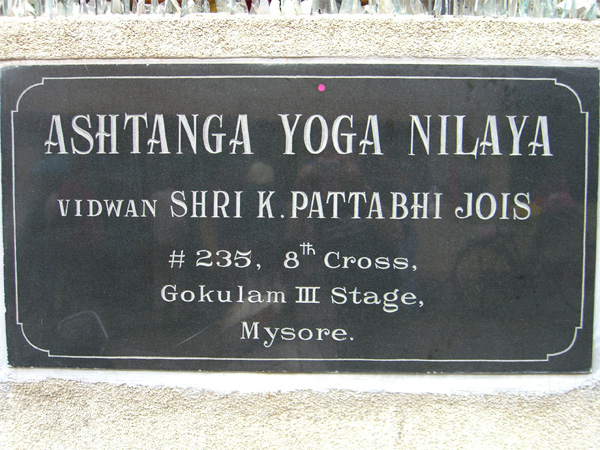 ASHTANGA YOGA NILAYA
VIDWAN SHRI K. PATTABHI JOIS
# 235, 8th Cross,
Gokulam III Stage,
Mysore.